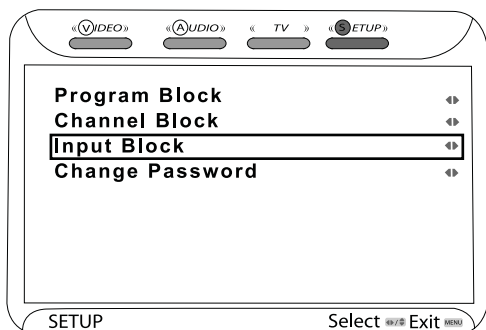 «VIDEO» «AUDIO» « TV » «SETUP»
Program Block
Channel Block
Input Block
Change Password
SETUP Select Exit MENU